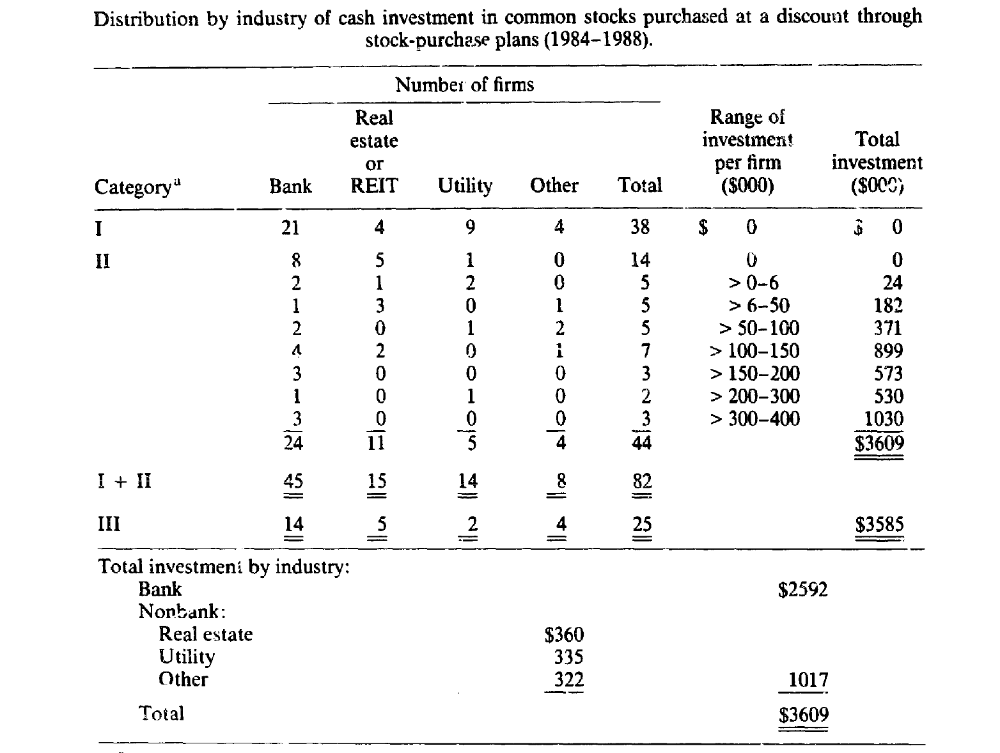 Distribution by industry of cash investment in common stocks purchased at a discount through
stock-purchase plans (1984–1988).
Number of firms
Real
estate
or
REIT
Range of
investment
per firm
($000)
Total
investment
($000)
Categoryᵃ Bank Utility Other Total
I 21 4 9 4 38 $ 0 $ 0
II 8 5 1 0 14 0 0
2 1 2 0 5 > 0–6 24
1 3 0 1 5 > 6–50 182
2 0 1 2 5 > 50–100 371
4 2 0 1 7 > 100–150 899
3 0 0 0 3 > 150–200 573
1 0 1 0 2 > 200–300 530
3 0 0 0 3 > 300–400 1030
24 11 5 4 44 $3609
I + II 45 15 14 8 82
III 14 5 2 4 25 $3585
Total investment by industry:
Bank $2592
Nonbank:
Real estate $360
Utility 335
Other 322 1017
Total $3609